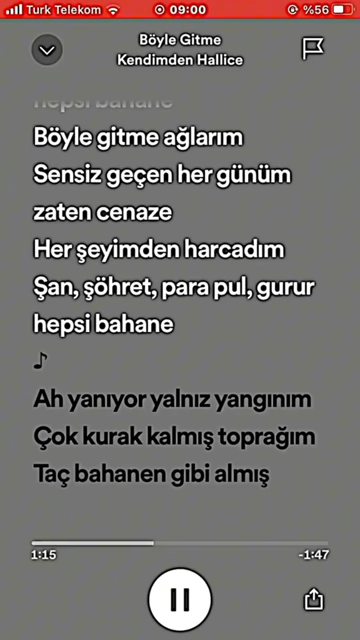 Turk Telekom 09:00 %56
Böyle Gitme
Kendimden Hallice
hepsi bahane
Böyle gitme ağlarım
Sensiz geçen her günüm
zaten cenaze
Her şeyimden harcadım
Şan, şöhret, para pul, gurur
hepsi bahane
♪
Ah yanıyor yalnız yangınım
Çok kurak kalmış toprağım
Taç bahanen gibi almış
1:15 -1:47